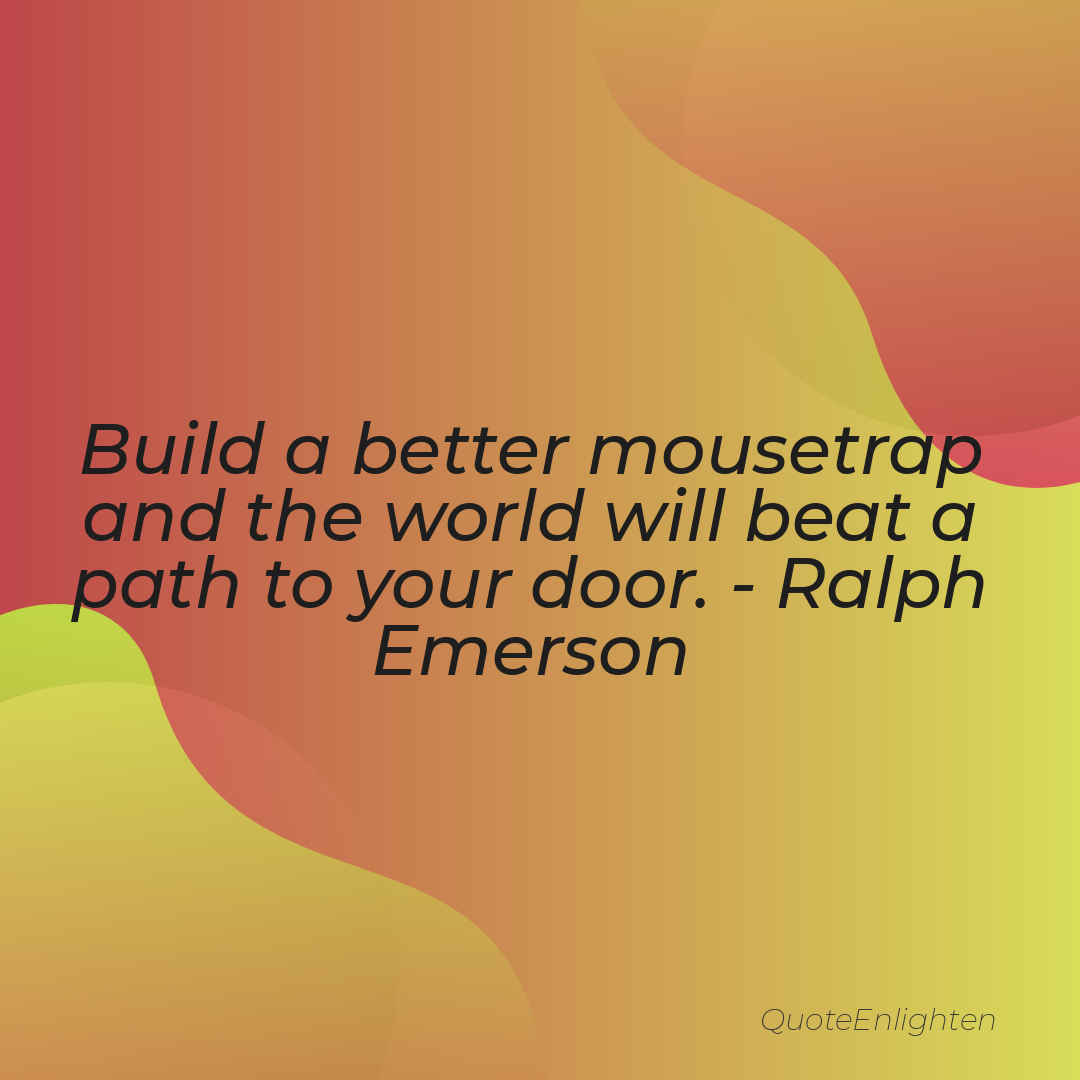 Build a better mousetrap
and the world will beat a
path to your door. - Ralph
Emerson
QuoteEnlighten